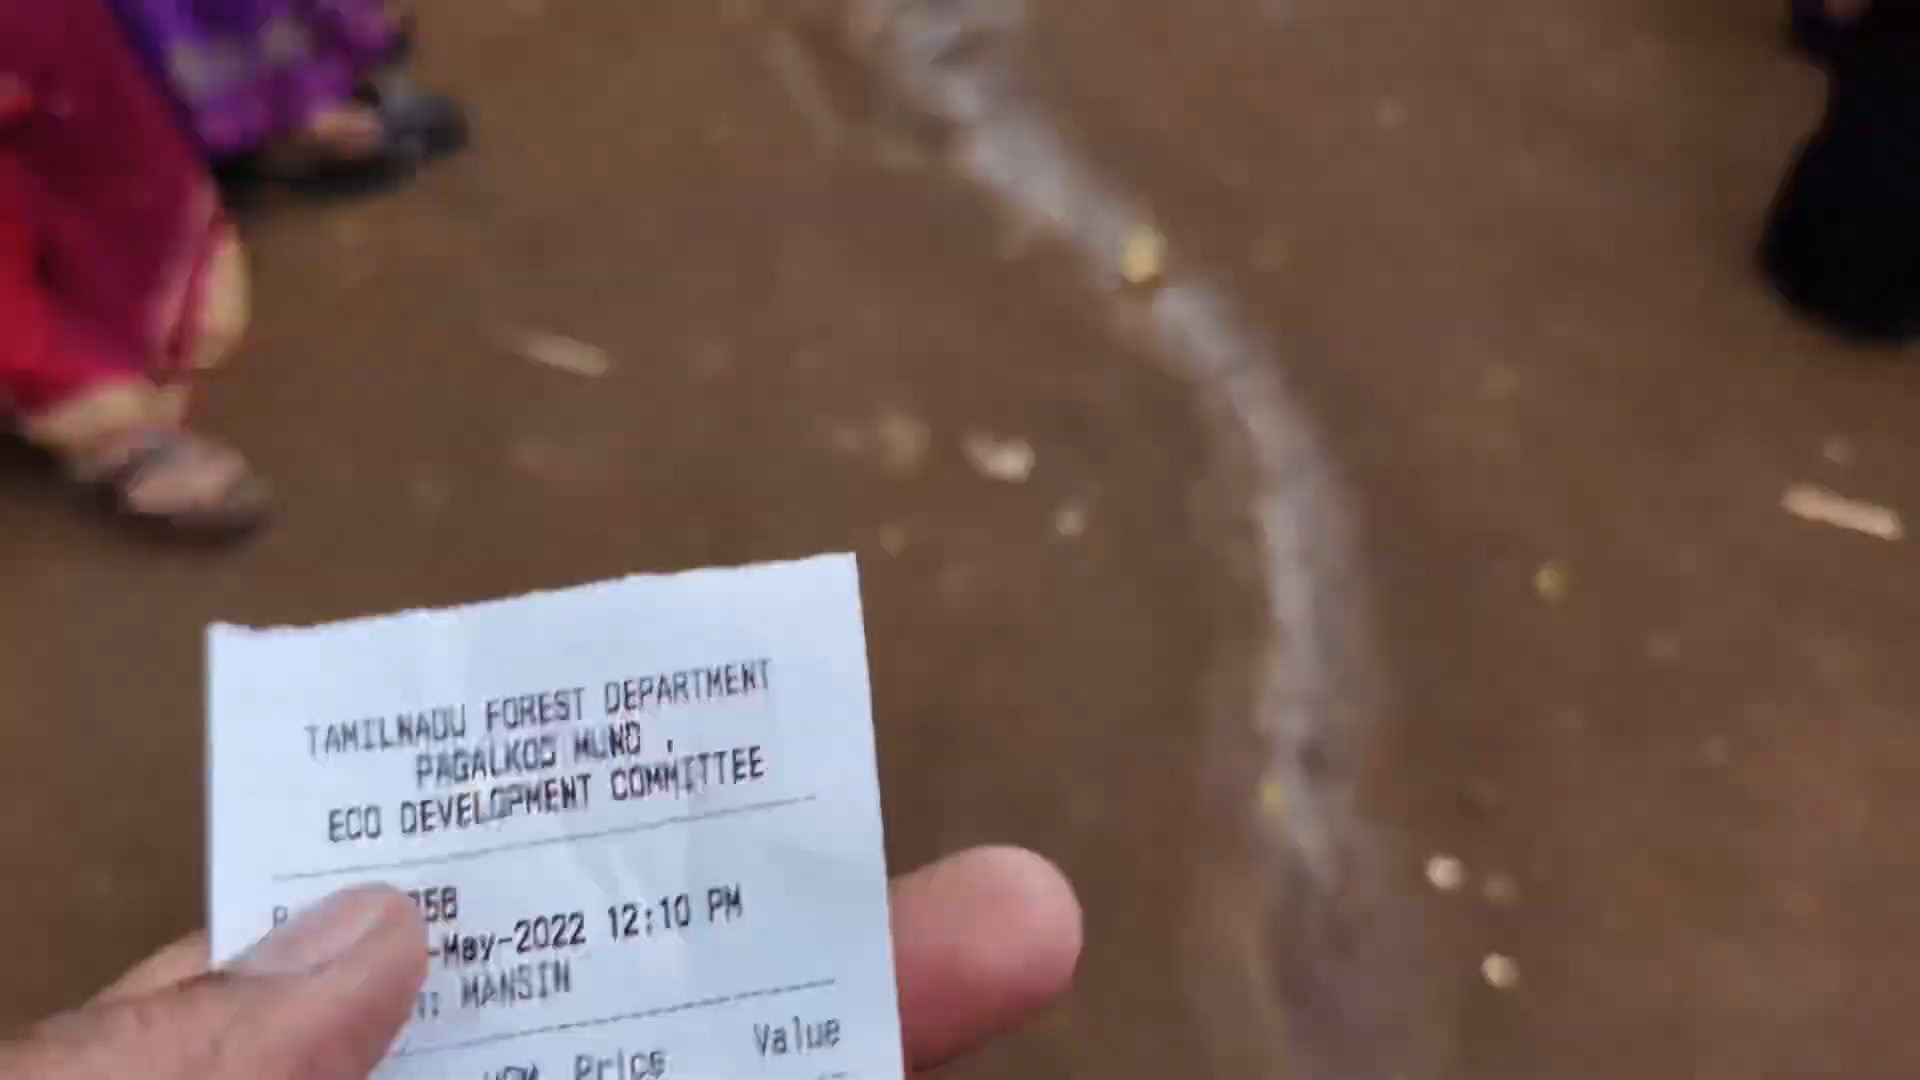 TAMILNADU FOREST DEPARTMENT
PAGALKOD MUND ,
ECO DEVELOPMENT COMMITTEE
258
-May-2022 12:10 PM
MANSIN
Price Value